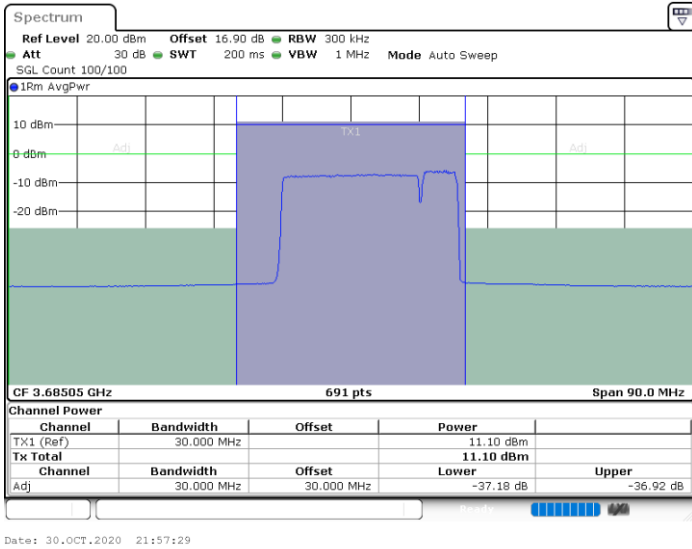 Spectrum
Ref Level 20.00 dBm Offset 16.90 dB RBW 300 kHz
Att 30 dB SWT 200 ms VBW 1 MHz Mode Auto Sweep
SGL Count 100/100
1Rm AvgPwr
10 dBm
TX1
Adj
Adj
0 dBm
-10 dBm
-20 dBm
CF 3.68505 GHz 691 pts Span 90.0 MHz
Channel Power
Channel Bandwidth Offset Power
TX1 (Ref) 30.000 MHz 11.10 dBm
Tx Total 11.10 dBm
Channel Bandwidth Offset Lower Upper
Adj 30.000 MHz 30.000 MHz -37.18 dB -36.92 dB
Ready
Date: 30.OCT.2020 21:57:29